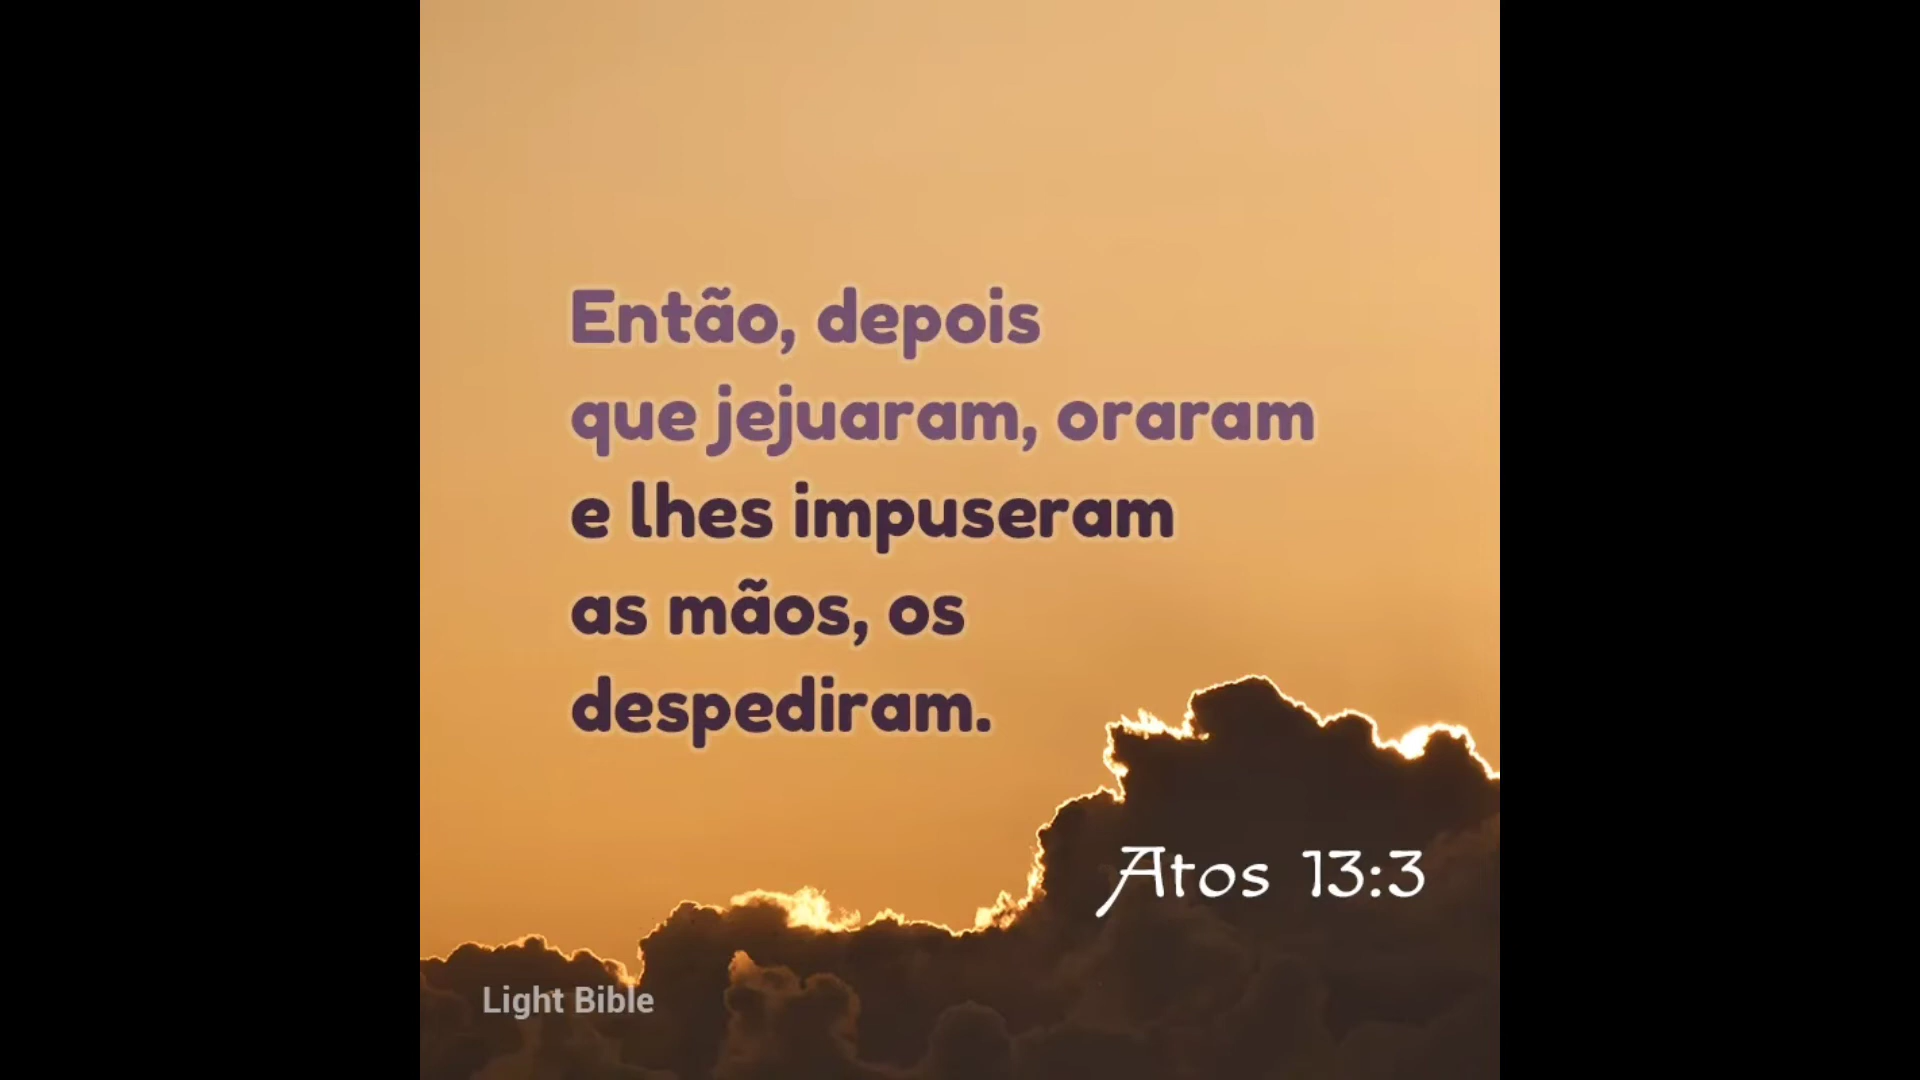 Então, depois
que jejuaram, oraram
e lhes impuseram
as mãos, os
despediram.
Atos 13:3
Light Bible